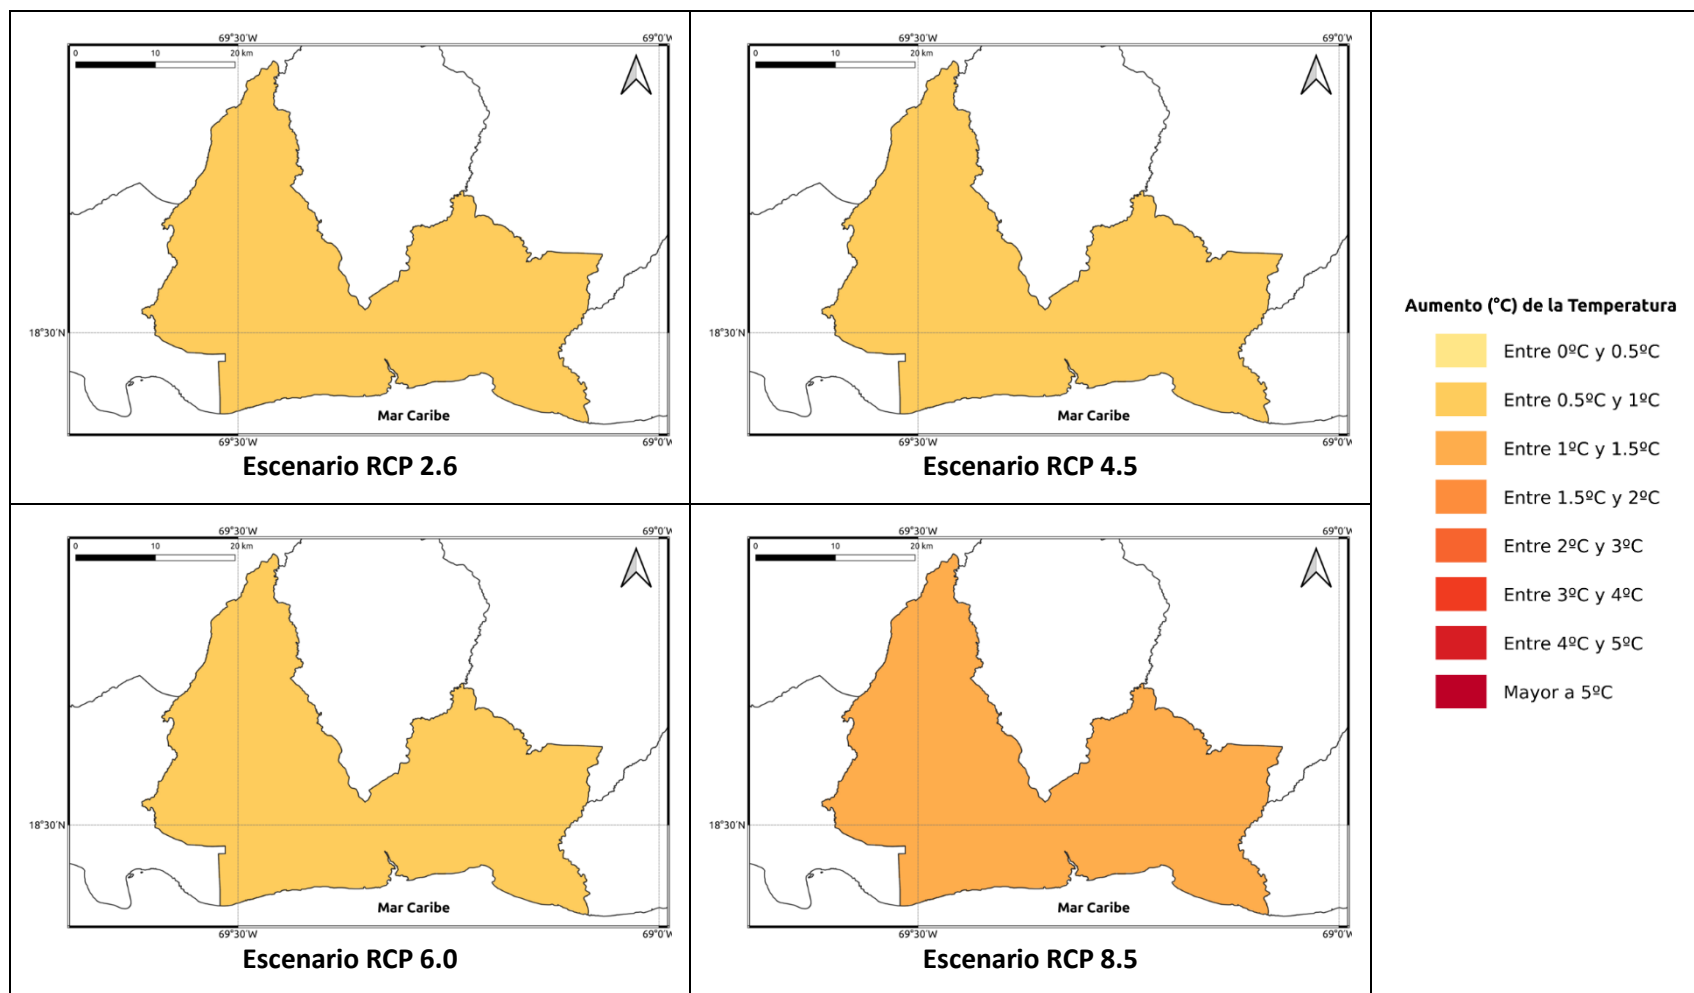 69°30'W 69°0'W
0 10 20 km
18°30'N
Mar Caribe
69°30'W 69°0'W
Escenario RCP 2.6
69°30'W 69°0'W
0 10 20 km
18°30'N
Mar Caribe
69°30'W 69°0'W
Escenario RCP 4.5
69°30'W 69°0'W
0 10 20 km
18°30'N
Mar Caribe
69°30'W 69°0'W
Escenario RCP 6.0
69°30'W 69°0'W
0 10 20 km
18°30'N
Mar Caribe
69°30'W 69°0'W
Escenario RCP 8.5
Aumento (°C) de la Temperatura
Entre 0ºC y 0.5ºC
Entre 0.5ºC y 1ºC
Entre 1ºC y 1.5ºC
Entre 1.5ºC y 2ºC
Entre 2ºC y 3ºC
Entre 3ºC y 4ºC
Entre 4ºC y 5ºC
Mayor a 5ºC